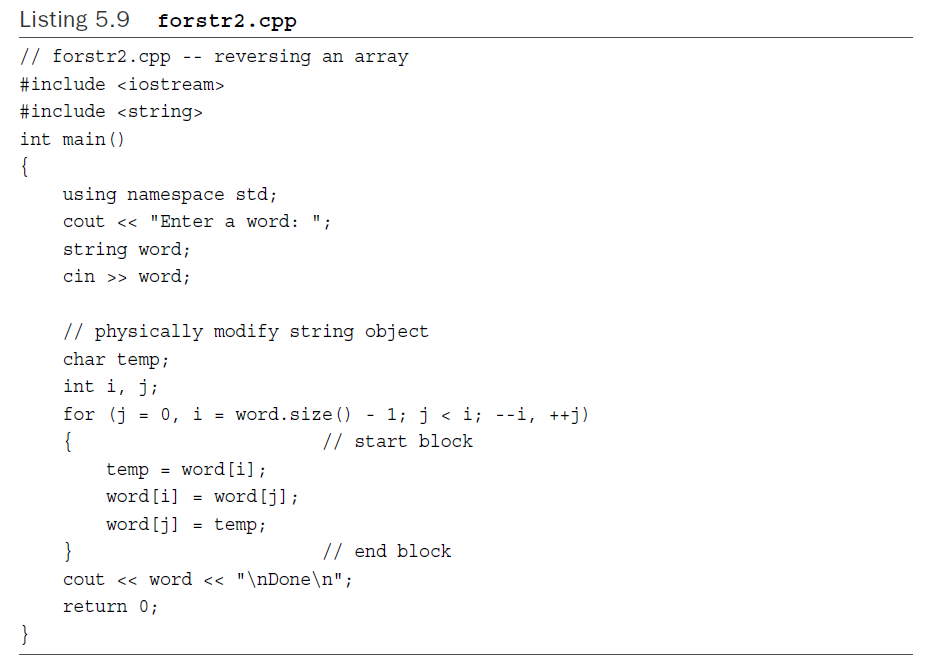 Listing 5.9 forstr2.cpp
// forstr2.cpp -- reversing an array
#include <iostream>
#include <string>
int main()
{
    using namespace std;
    cout << "Enter a word: ";
    string word;
    cin >> word;

    // physically modify string object
    char temp;
    int i, j;
    for (j = 0, i = word.size() - 1; j < i; --i, ++j)
    {                       // start block
        temp = word[i];
        word[i] = word[j];
        word[j] = temp;
    }                       // end block
    cout << word << "\nDone\n";
    return 0;
}